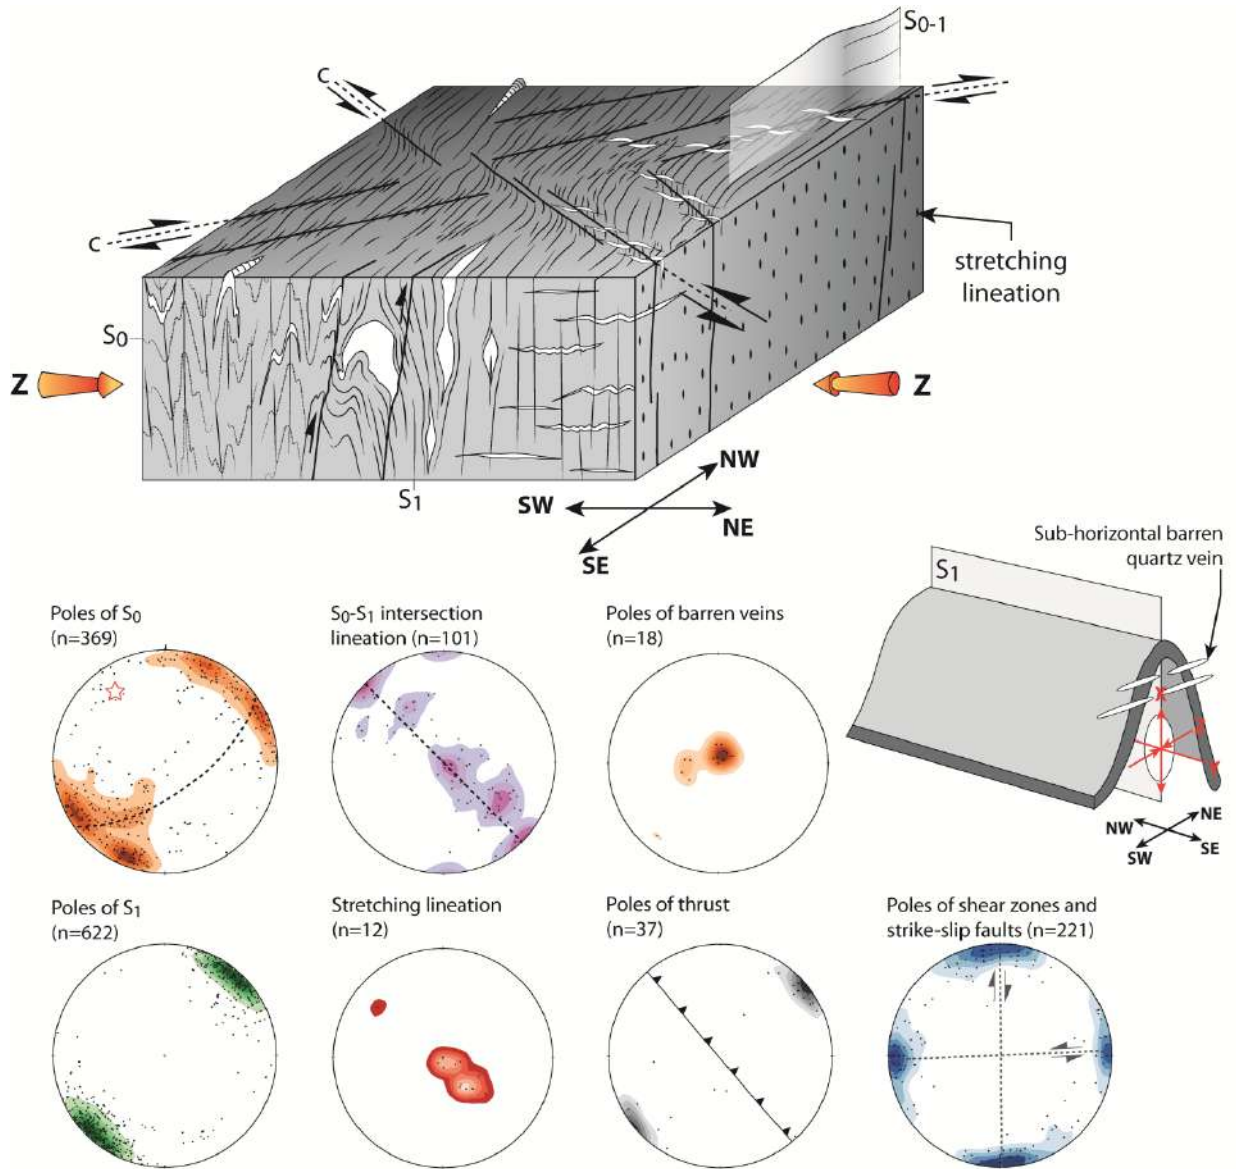 S0-1
C
C
stretching
lineation
S0
Z
Z
S1
NW
SW
NE
SE
Sub-horizontal barren
quartz vein
S1
X
Z
Y
NW
NE
SW
SE
Poles of S0
(n=369)
S0-S1 intersection
lineation (n=101)
Poles of barren veins
(n=18)
Poles of S1
(n=622)
Stretching lineation
(n=12)
Poles of thrust
(n=37)
Poles of shear zones and
strike-slip faults (n=221)